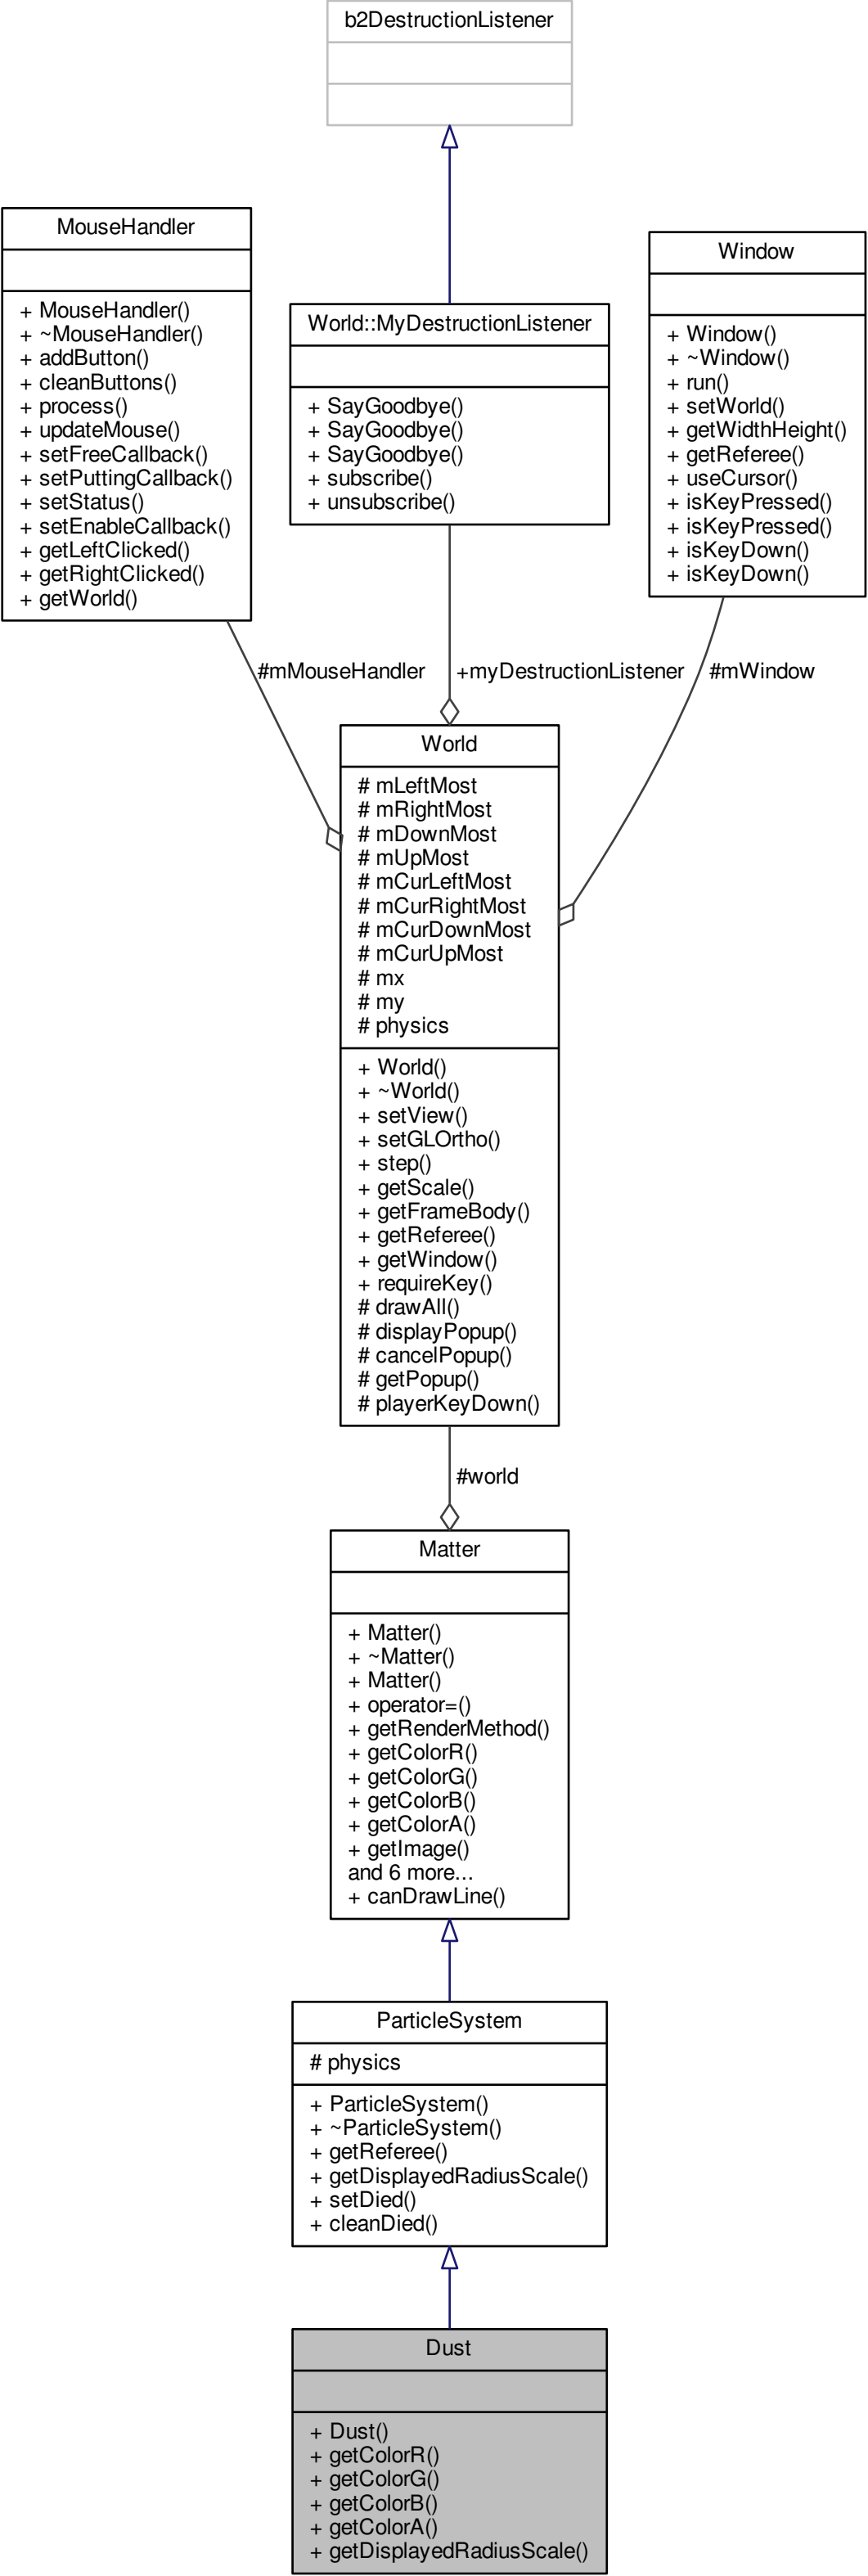 b2DestructionListener
MouseHandler
+ MouseHandler()
+ ~MouseHandler()
+ addButton()
+ cleanButtons()
+ process()
+ updateMouse()
+ setFreeCallback()
+ setPuttingCallback()
+ setStatus()
+ setEnableCallback()
+ getLeftClicked()
+ getRightClicked()
+ getWorld()
World::MyDestructionListener
+ SayGoodbye()
+ SayGoodbye()
+ SayGoodbye()
+ subscribe()
+ unsubscribe()
Window
+ Window()
+ ~Window()
+ run()
+ setWorld()
+ getWidthHeight()
+ getReferee()
+ useCursor()
+ isKeyPressed()
+ isKeyPressed()
+ isKeyDown()
+ isKeyDown()
#mMouseHandler
+myDestructionListener
#mWindow
World
# mLeftMost
# mRightMost
# mDownMost
# mUpMost
# mCurLeftMost
# mCurRightMost
# mCurDownMost
# mCurUpMost
# mx
# my
# physics
+ World()
+ ~World()
+ setView()
+ setGLOrtho()
+ step()
+ getScale()
+ getFrameBody()
+ getReferee()
+ getWindow()
+ requireKey()
# drawAll()
# displayPopup()
# cancelPopup()
# getPopup()
# playerKeyDown()
#world
Matter
+ Matter()
+ ~Matter()
+ Matter()
+ operator=()
+ getRenderMethod()
+ getColorR()
+ getColorG()
+ getColorB()
+ getColorA()
+ getImage()
and 6 more...
+ canDrawLine()
ParticleSystem
# physics
+ ParticleSystem()
+ ~ParticleSystem()
+ getReferee()
+ getDisplayedRadiusScale()
+ setDied()
+ cleanDied()
Dust
+ Dust()
+ getColorR()
+ getColorG()
+ getColorB()
+ getColorA()
+ getDisplayedRadiusScale()